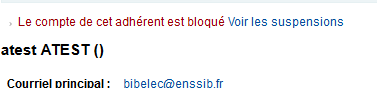 Le compte de cet adhérent est bloqué Voir les suspensions
atest ATEST ()
Courriel principal : bibelec@enssib.fr